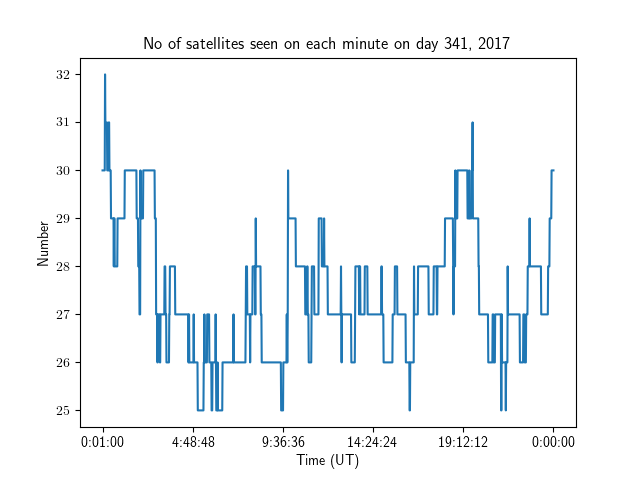 No of satellites seen on each minute on day 341, 2017
32
31
30
29
28
27
26
25
Number
0:01:00 4:48:48 9:36:36 14:24:24 19:12:12 0:00:00
Time (UT)